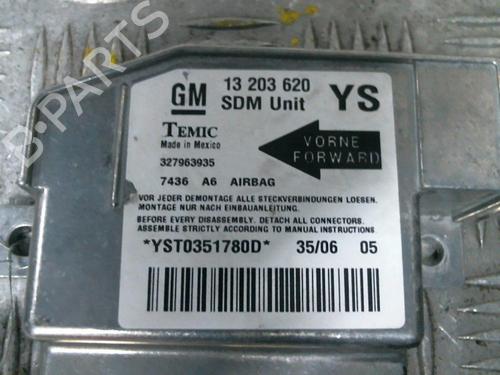 B-PARTS
GM 13 203 620 YS
SDM Unit
TEMIC
Made in Mexico
327963935
VORNE
FORWARD
7436 A6 AIRBAG
VOR JEDER DEMONTAGE ALLE STECKVERBINDUNGEN LOESEN.
MONTAGE NUR NACH EINBAUANLEITUNG.
BEFORE EVERY DISASSEMBLY. DETACH ALL CONNECTORS.
ASSEMBLE STRICTLY ACCORDING TO MANUAL INSTRUCTIONS
*YST0351780D* 35/06 05